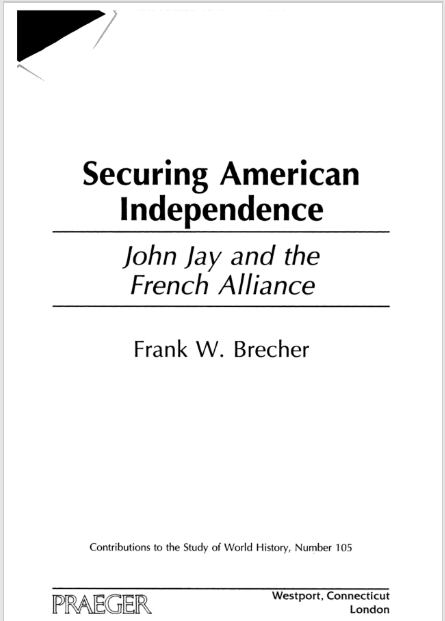 Securing American
Independence
John Jay and the
French Alliance
Frank W. Brecher
Contributions to the Study of World History, Number 105
PRAEGER
Westport, Connecticut
London